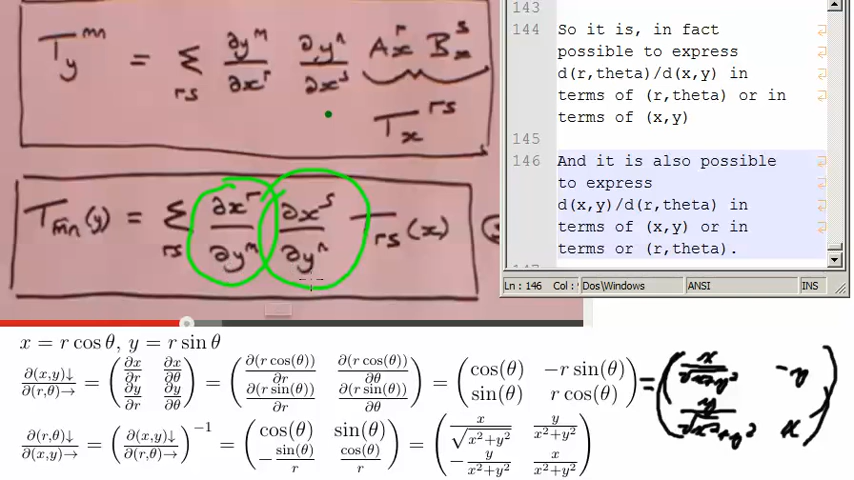 T_y^{mn} = Σ_{rs} ∂y^m/∂x^r ∂y^n/∂x^s A_x^r B_x^s
T_x^{rs}
T_{mn}(y) = Σ_{rs} ∂x^r/∂y^m ∂x^s/∂y^n T_{rs}(x)
143
144 So it is, in fact
possible to express
d(r,theta)/d(x,y) in
terms of (r,theta) or in
terms of (x,y)
145
146 And it is also possible
to express
d(x,y)/d(r,theta) in
terms of (x,y) or in
terms or (r,theta).
Ln : 146 Col : Dos\Windows ANSI INS
x = r cos θ, y = r sin θ
∂(x,y)↓/∂(r,θ)→ = (∂x/∂r ∂x/∂θ; ∂y/∂r ∂y/∂θ) = (∂(r cos(θ))/∂r ∂(r cos(θ))/∂θ; ∂(r sin(θ))/∂r ∂(r sin(θ))/∂θ) = (cos(θ) −r sin(θ); sin(θ) r cos(θ)) = (x/√(x²+y²) −y; y/√(x²+y²) x)
∂(r,θ)↓/∂(x,y)→ = (∂(x,y)↓/∂(r,θ)→)^{−1} = (cos(θ) sin(θ); −sin(θ)/r cos(θ)/r) = (x/√(x²+y²) y/(x²+y²); −y/(x²+y²) x/(x²+y²))